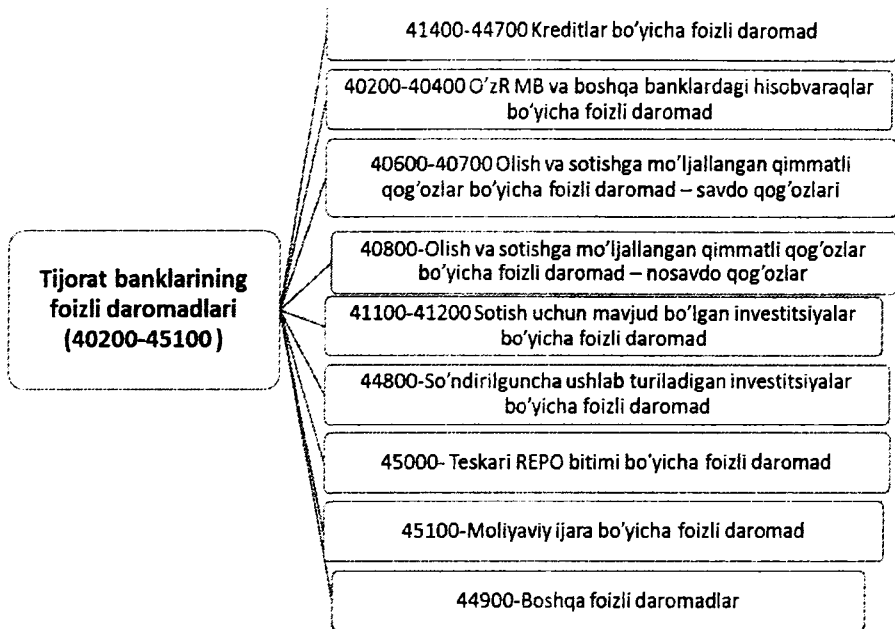 41400-44700 Kreditlar bo'yicha foizli daromad
40200-40400 O'zR MB va boshqa banklardagi hisobvaraqlar
bo'yicha foizli daromad
40600-40700 Olish va sotishga mo'ljallangan qimmatli
qog'ozlar bo'yicha foizli daromad – savdo qog'ozlari
Tijorat banklarining
foizli daromadlari
(40200-45100)
40800-Olish va sotishga mo'ljallangan qimmatli qog'ozlar
bo'yicha foizli daromad – nosavdo qog'ozlar
41100-41200 Sotish uchun mavjud bo'lgan investitsiyalar
bo'yicha foizli daromad
44800-So'ndirilguncha ushlab turiladigan investitsiyalar
bo'yicha foizli daromad
45000- Teskari REPO bitimi bo'yicha foizli daromad
45100-Moliyaviy ijara bo'yicha foizli daromad
44900-Boshqa foizli daromadlar